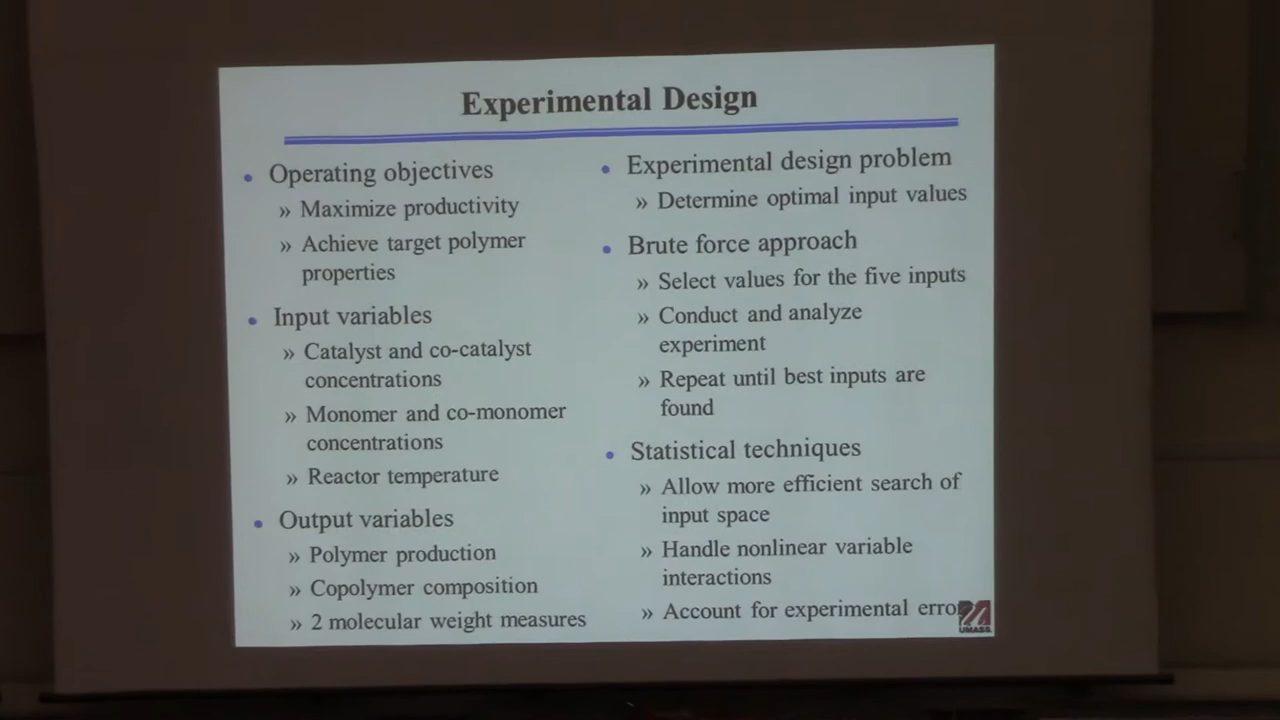 Experimental Design
• Operating objectives
» Maximize productivity
» Achieve target polymer
properties
• Input variables
» Catalyst and co-catalyst
concentrations
» Monomer and co-monomer
concentrations
» Reactor temperature
• Output variables
» Polymer production
» Copolymer composition
» 2 molecular weight measures
• Experimental design problem
» Determine optimal input values
• Brute force approach
» Select values for the five inputs
» Conduct and analyze
experiment
» Repeat until best inputs are
found
• Statistical techniques
» Allow more efficient search of
input space
» Handle nonlinear variable
interactions
» Account for experimental erro
UMASS